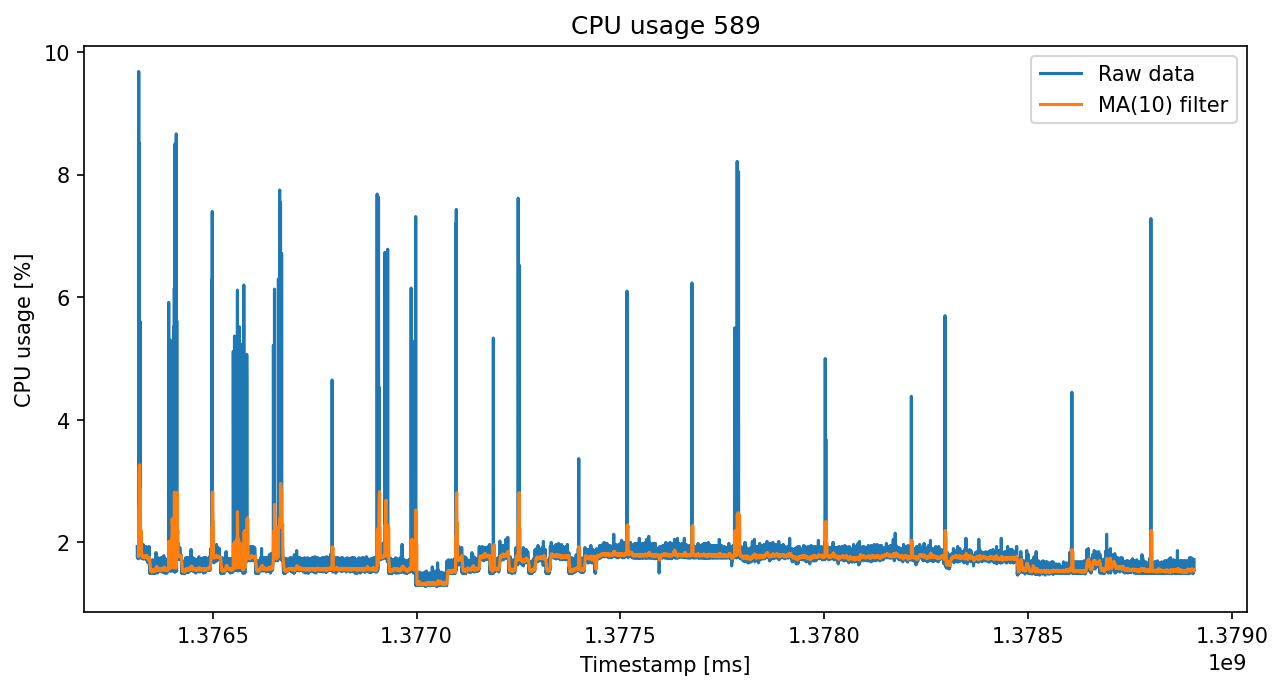 CPU usage 589
Raw data
MA(10) filter
CPU usage [%]
10
8
6
4
2
1.3765
1.3770
1.3775
1.3780
1.3785
1.3790
1e9
Timestamp [ms]